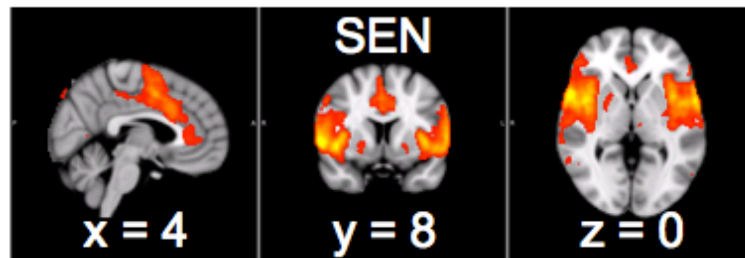 SEN
P
A R
L R
x = 4
y = 8
z = 0